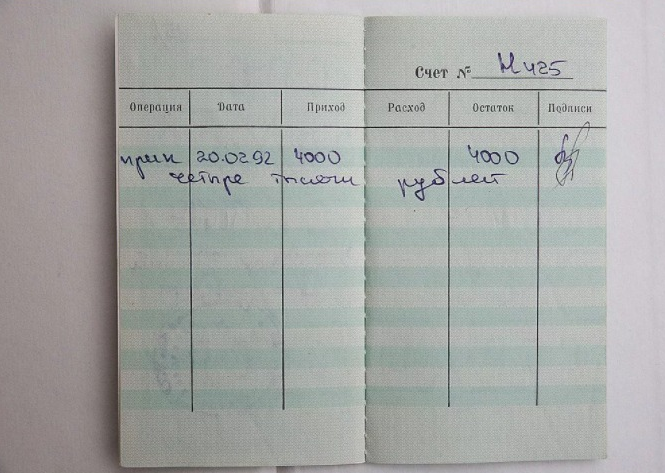 Счет № Н425
Операция Дата Приход Расход Остаток Подписи
прин 20.02.92 4000 4000
четыре тысячи рублей